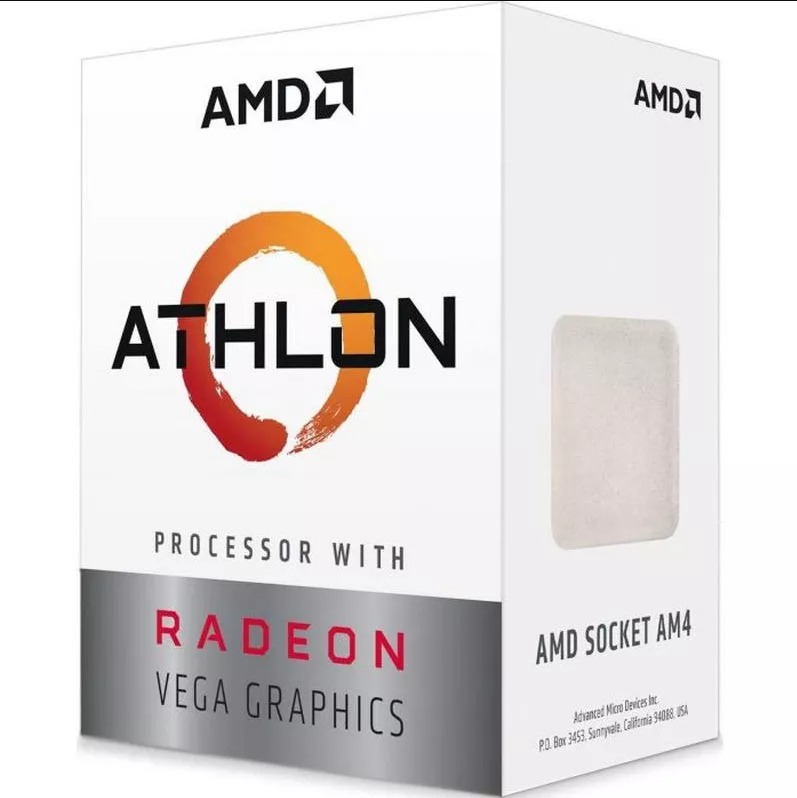 AMD
ATHLON
PROCESSOR WITH
RADEON
VEGA GRAPHICS
AMD
AMD SOCKET AM4
Advanced Micro Devices Inc.
P.O. Box 3453, Sunnyvale, California 94088, USA